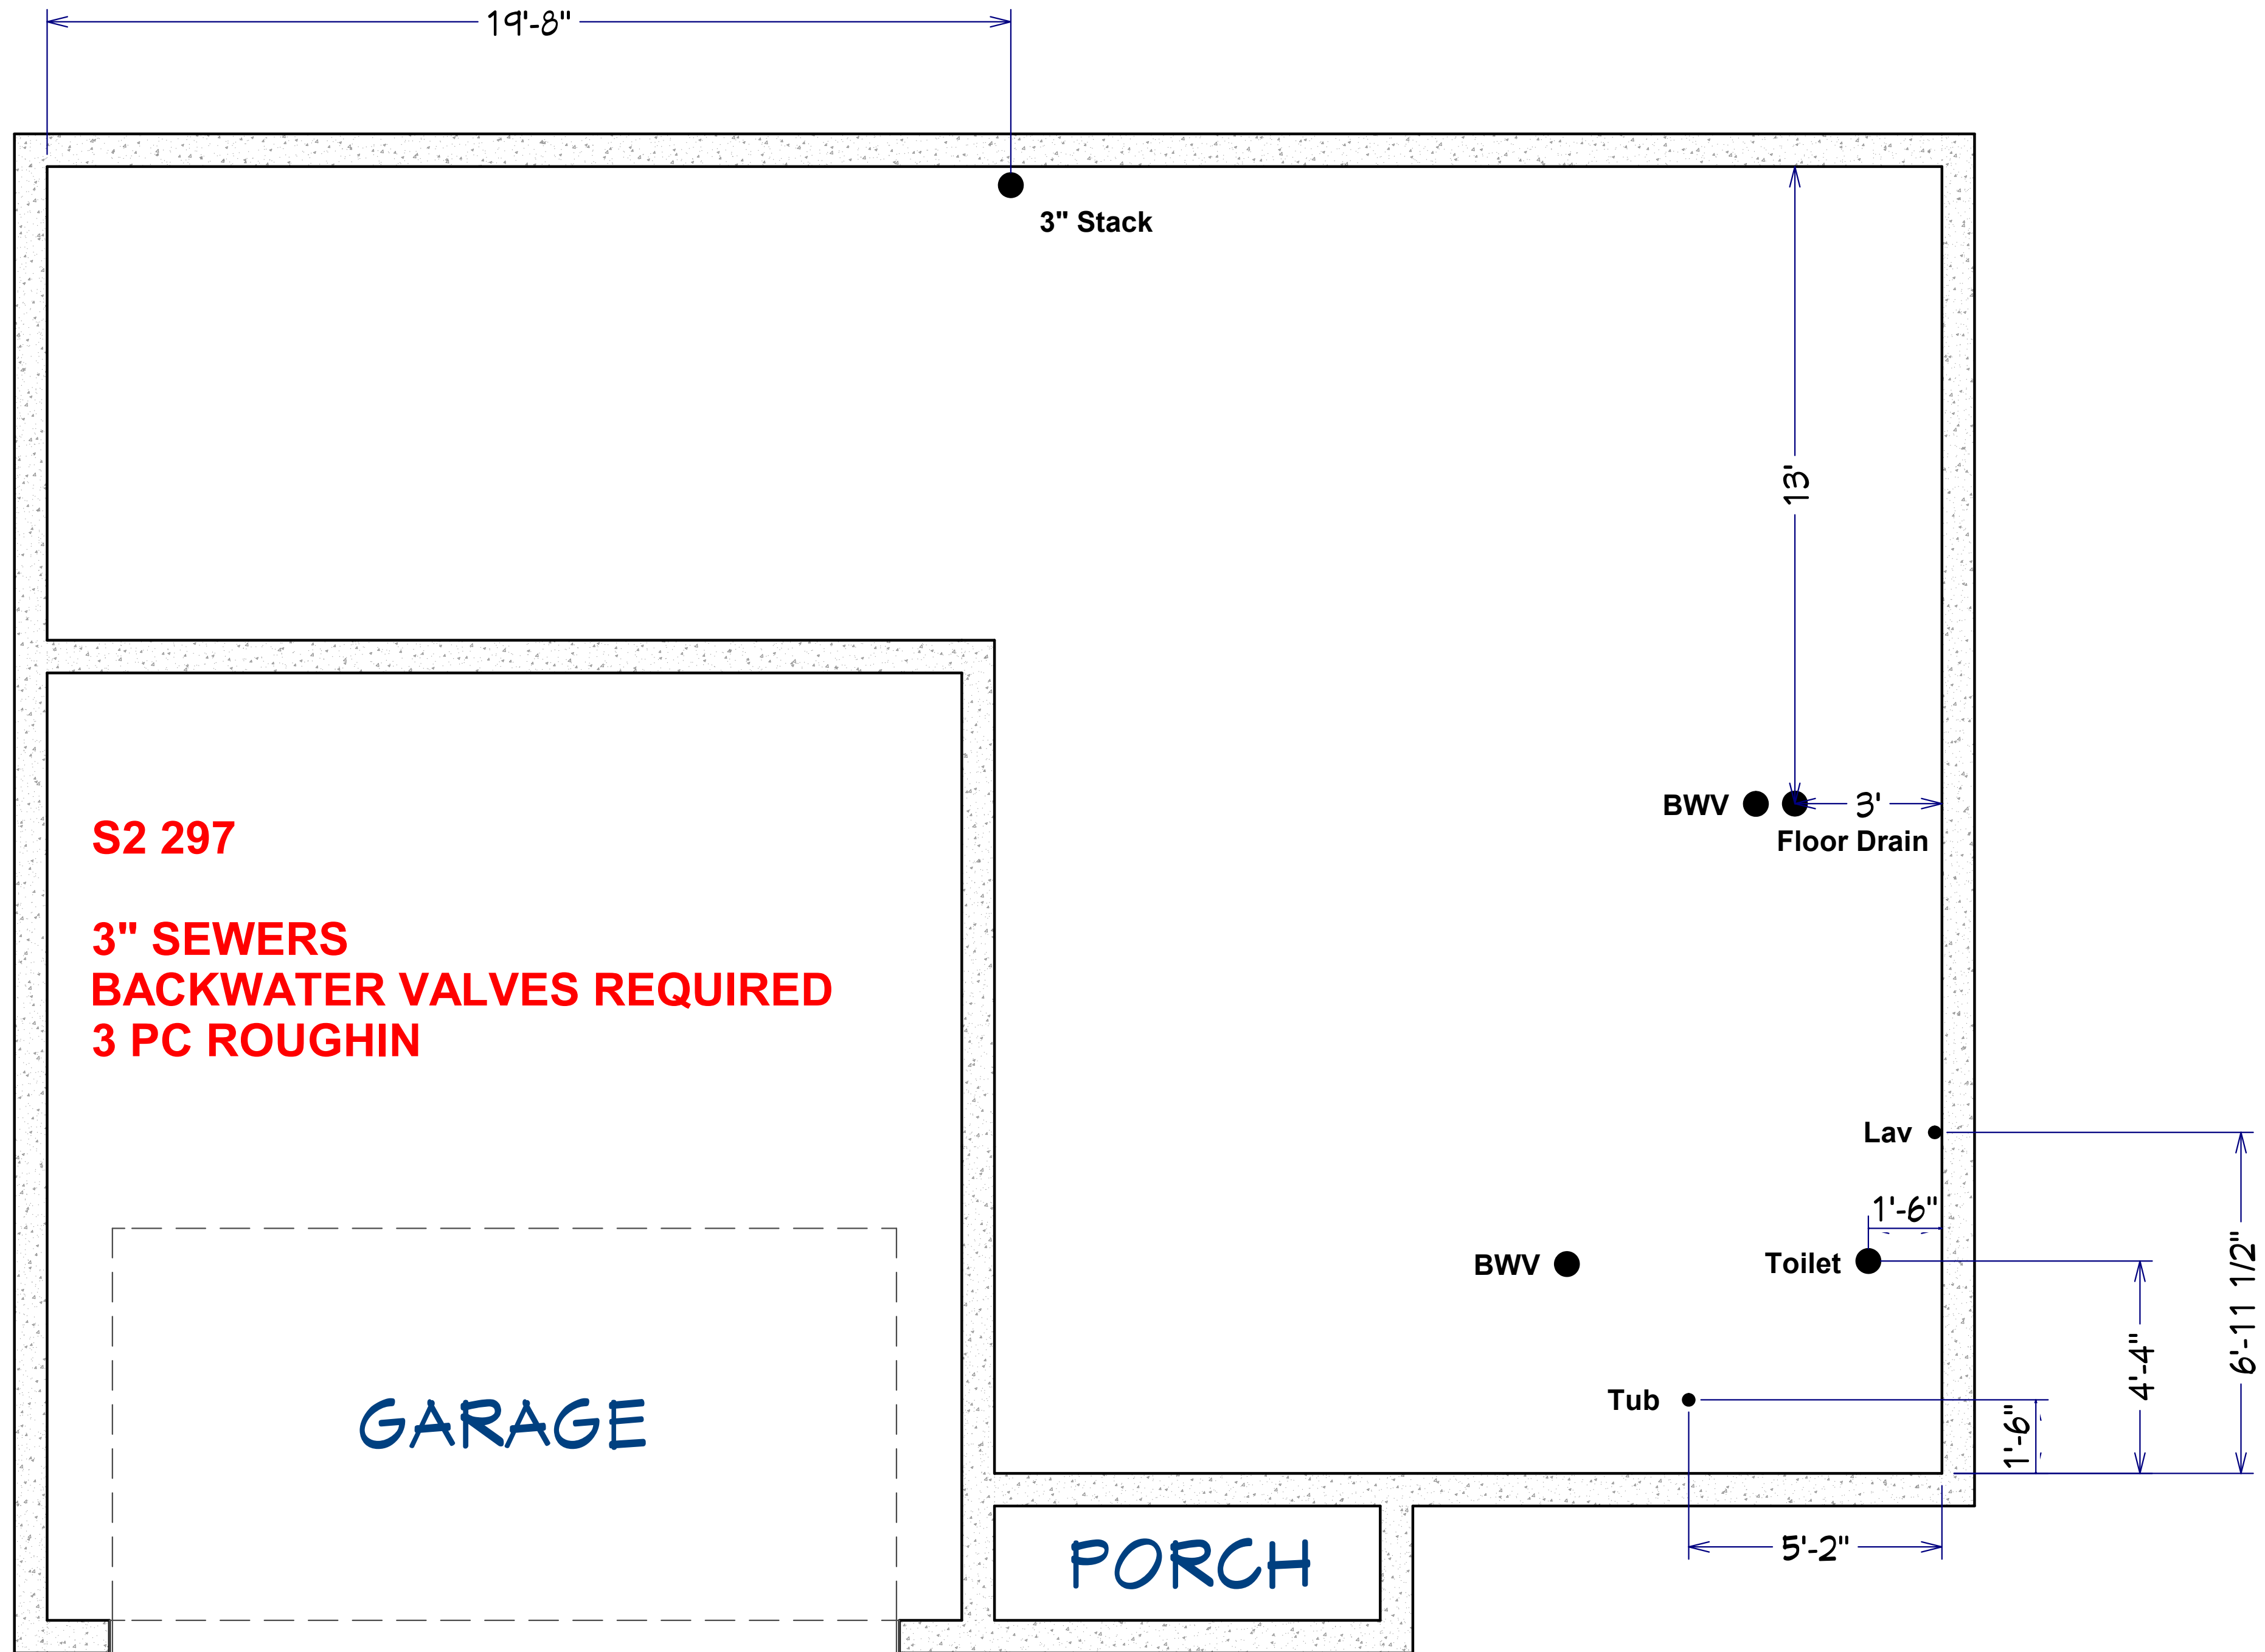 19'-8"
3" Stack
13'
BWV
3'
Floor Drain
S2 297
3" SEWERS
BACKWATER VALVES REQUIRED
3 PC ROUGHIN
Lav
1'-6"
BWV
Toilet
6'-11 1/2"
4'-4"
Tub
1'-6"
GARAGE
PORCH
5'-2"